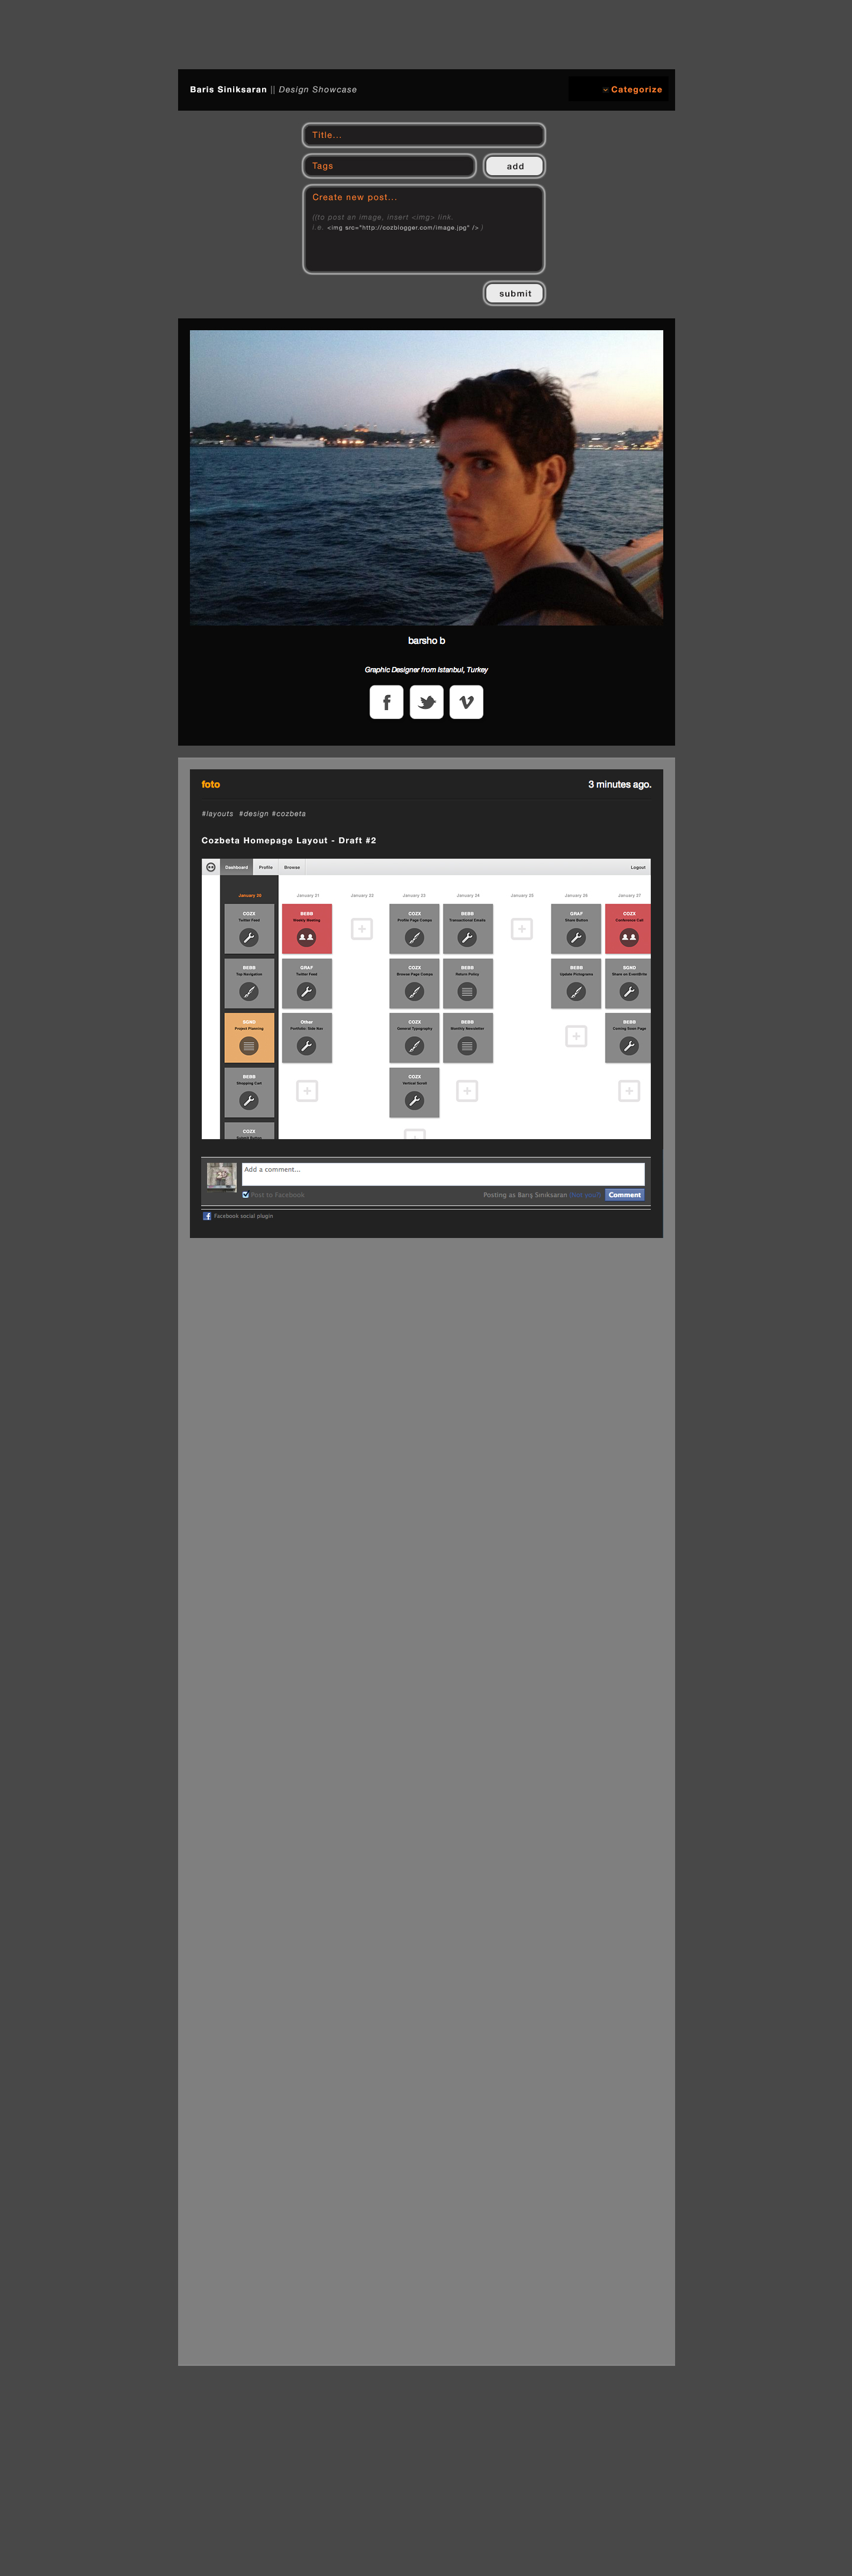 Baris Siniksaran || Design Showcase
Categorize
Title...
Tags
add
Create new post...
((to post an image, insert <img> link.
i.e. <img src="http://cozblogger.com/image.jpg" /> )
submit
barsho b
Graphic Designer from Istanbul, Turkey
foto
3 minutes ago.
#layouts #design #cozbeta
Cozbeta Homepage Layout - Draft #2
Dashboard Profile Browse Logout
January 20 January 21 January 22 January 23 January 24 January 25 January 26 January 27
COZX BEBB COZX BEBB GRAF COZX
Twitter Feed Weekly Meeting Profile Page Comps Transactional Emails Share Button Conference Call
BEBB GRAF COZX BEBB BEBB SGND
Top Navigation Twitter Feed Browse Page Comps Return Policy Update Pictograms Share on EventBrite
SGND Other COZX BEBB BEBB
Project Planning Portfolio: Side Nav General Typography Monthly Newsletter Coming Soon Page
BEBB COZX
Shopping Cart Vertical Scroll
COZX
Submit Button
Add a comment...
Post to Facebook
Posting as Barış Sınıksaran (Not you?)
Comment
Facebook social plugin